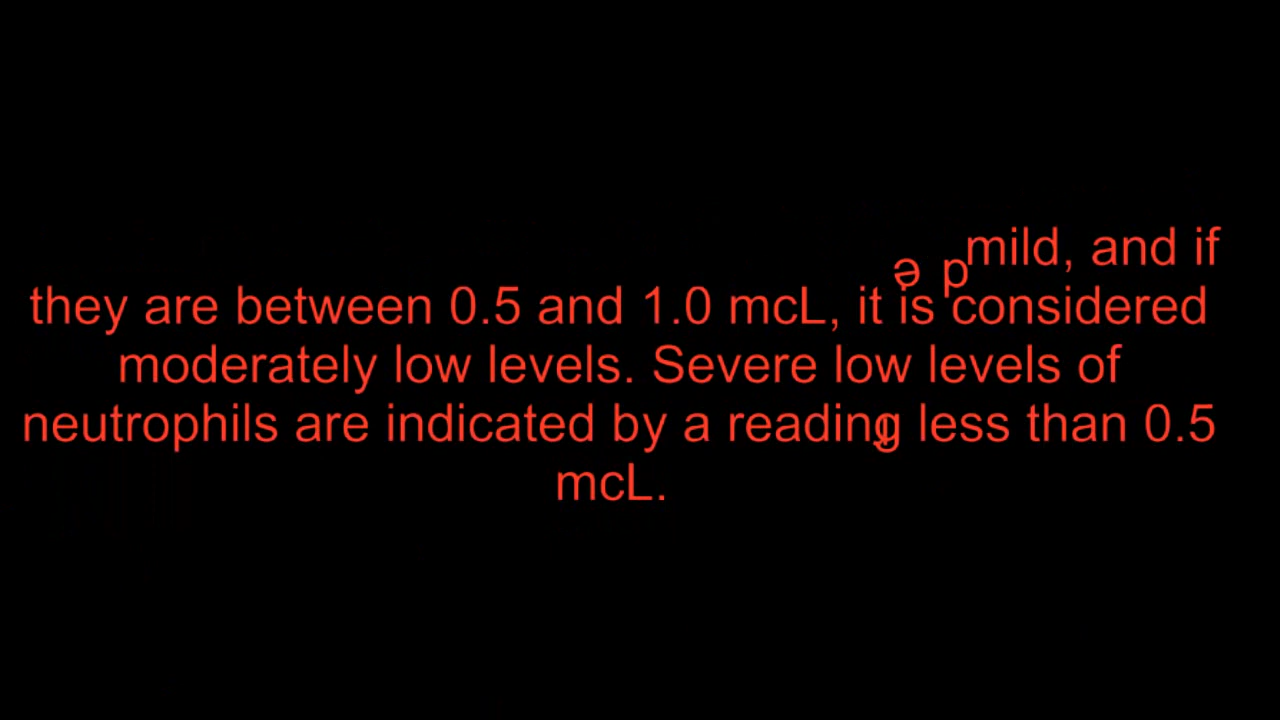 mild, and if
they are between 0.5 and 1.0 mcL, it is considered
moderately low levels. Severe low levels of
neutrophils are indicated by a reading less than 0.5
mcL.